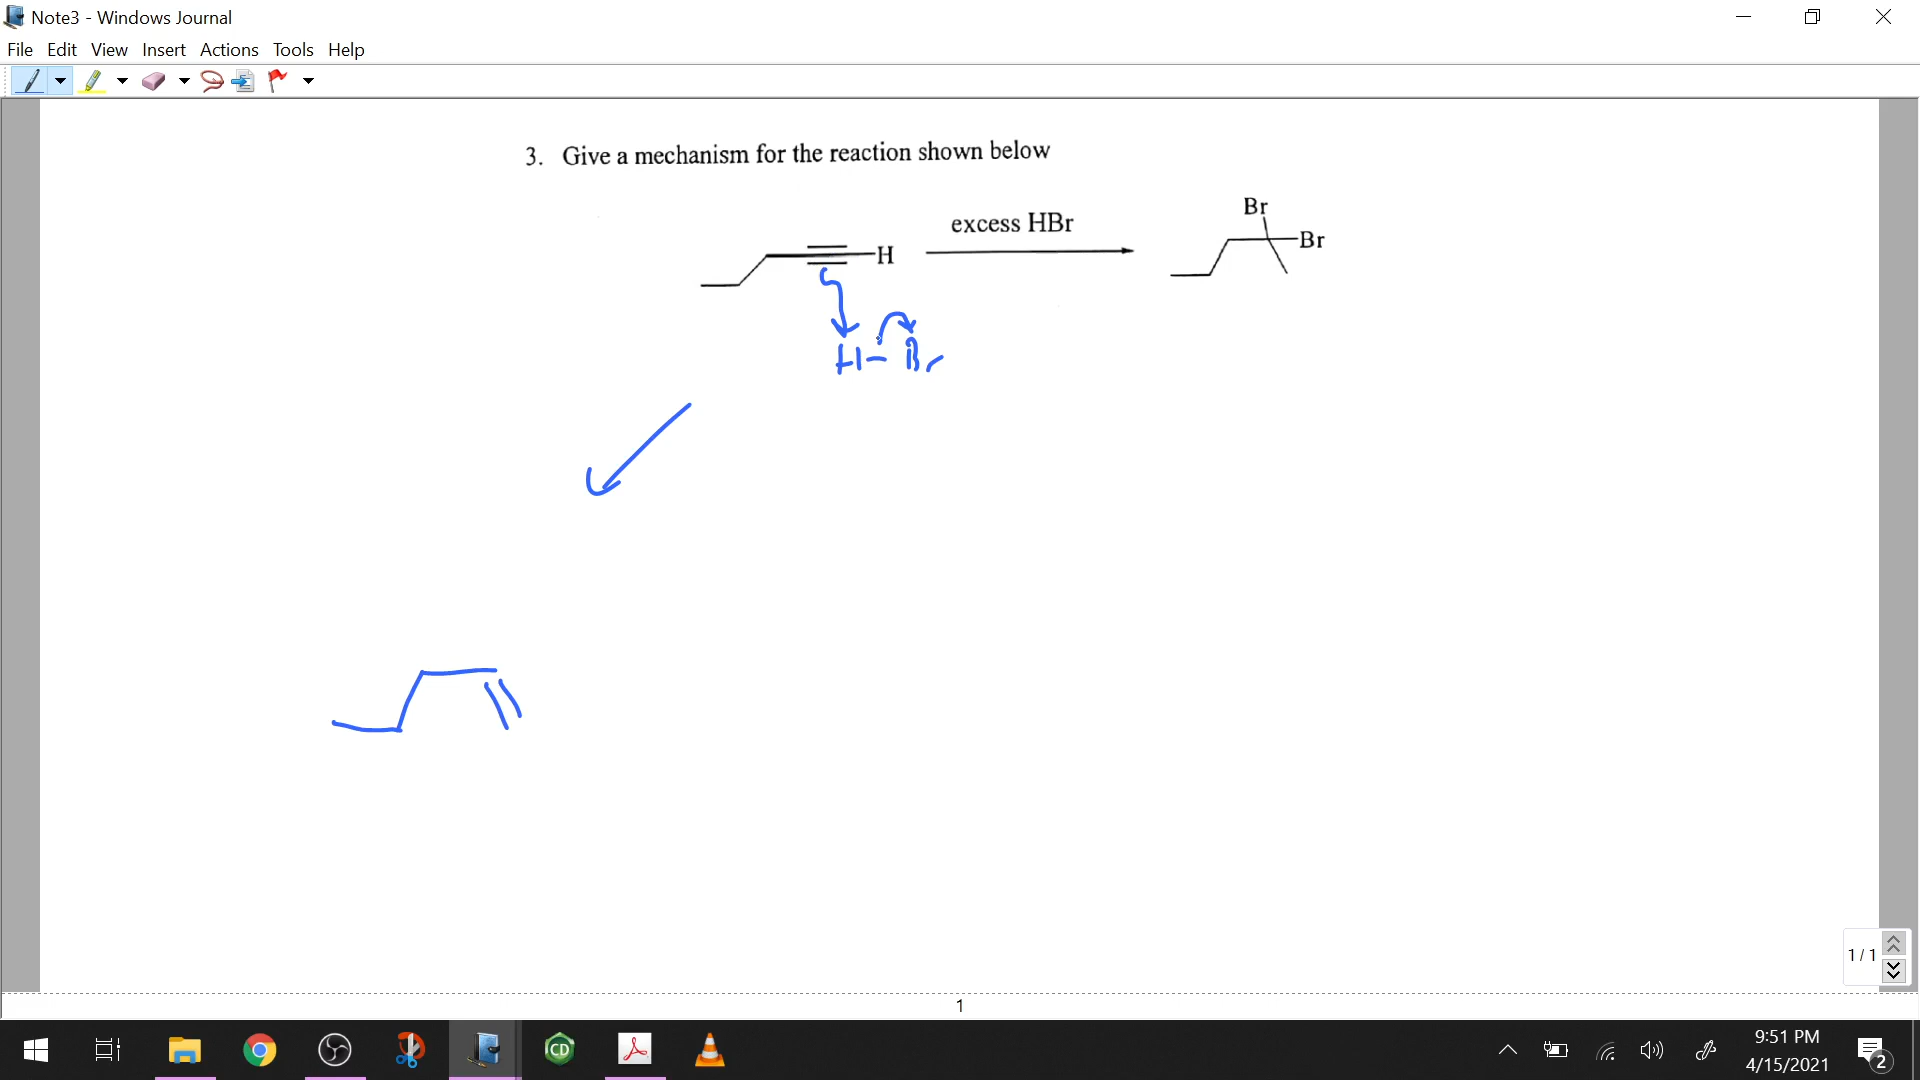 Note3 - Windows Journal
File Edit View Insert Actions Tools Help
3. Give a mechanism for the reaction shown below
Br
excess HBr
Br
H
H-Br
1 / 1
1
CD
9:51 PM
4/15/2021
2